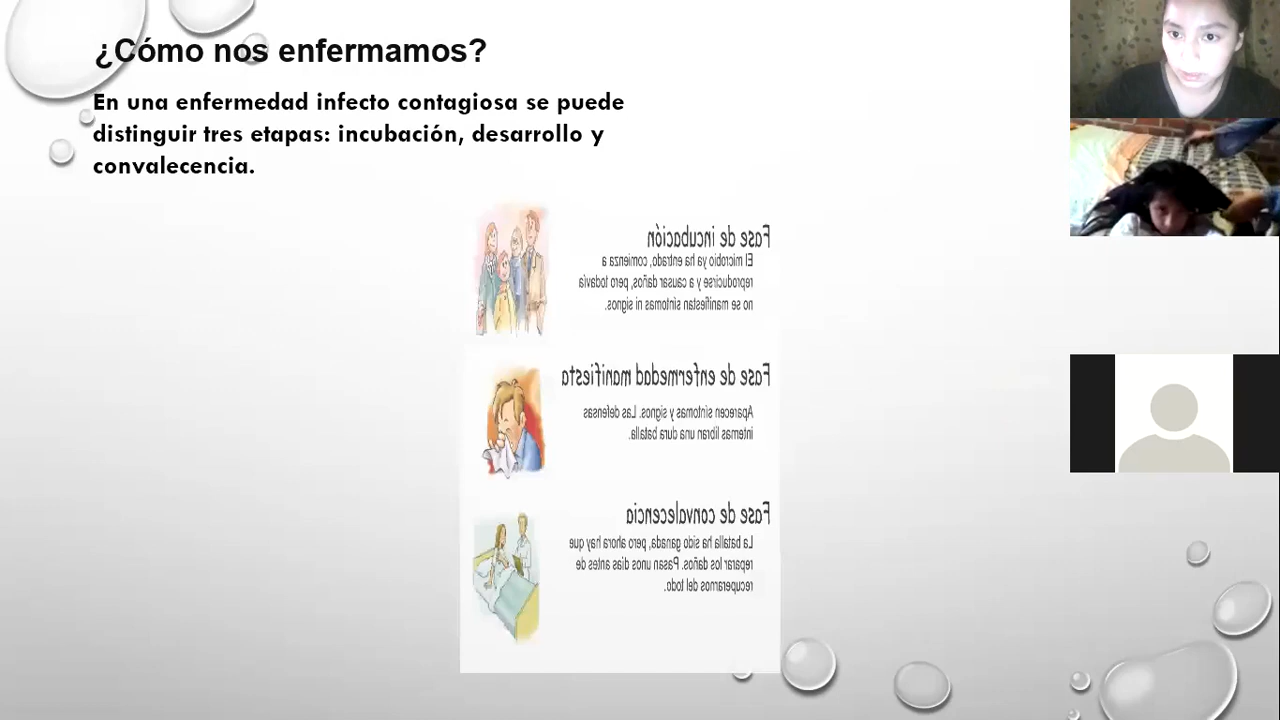 ¿Cómo nos enfermamos?
En una enfermedad infecto contagiosa se puede
distinguir tres etapas: incubación, desarrollo y
convalecencia.
Fase de incubación
El microbio ya ha entrado, comienza a
reproducirse y a causar daños, pero todavía
no se manifiestan síntomas ni signos.
Fase de enfermedad manifiesta
Aparecen síntomas y signos. Las defensas
internas libran una dura batalla.
Fase de convalecencia
La batalla ha sido ganada, pero ahora hay que
reparar los daños. Pasan unos días antes de
recuperarnos del todo.